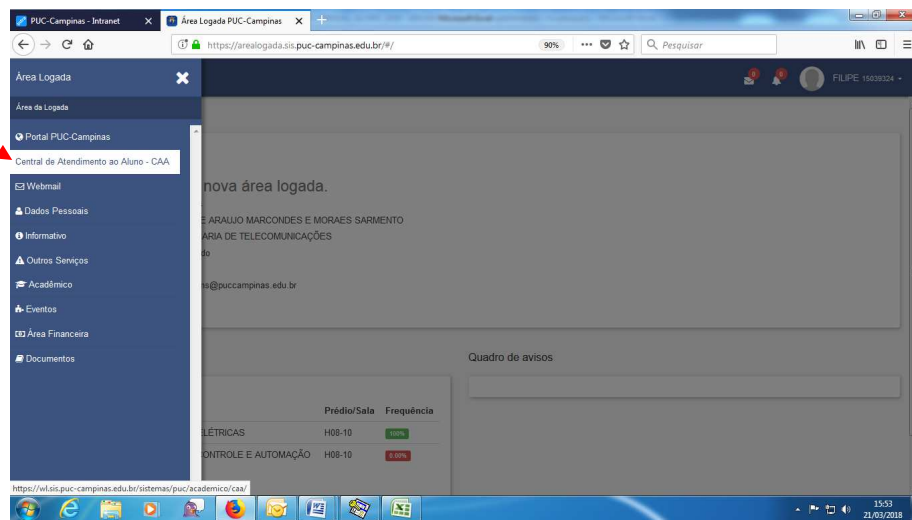 PUC-Campinas - Intranet
Área Logada PUC-Campinas
https://arealogada.sis.puc-campinas.edu.br/#/
90%
Pesquisar
Área Logada
FILIPE 15039324
Área da Logada
Portal PUC-Campinas
Central de Atendimento ao Aluno - CAA
Webmail
nova área logada.
Dados Pessoais
E ARAUJO MARCONDES E MORAES SARMENTO
Informativo
ARIA DE TELECOMUNICAÇÕES
do
Outros Serviços
Acadêmico
ns@puccampinas.edu.br
Eventos
Área Financeira
Documentos
Quadro de avisos
Prédio/Sala Frequência
LÉTRICAS H08-10 100%
CONTROLE E AUTOMAÇÃO H08-10 0.00%
https://wl.sis.puc-campinas.edu.br/sistemas/puc/academico/caa/
15:53
21/03/2018